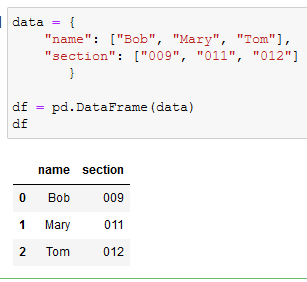 data = {
    "name": ["Bob", "Mary", "Tom"],
    "section": ["009", "011", "012"]
       }
df = pd.DataFrame(data)
df
name section
0 Bob 009
1 Mary 011
2 Tom 012